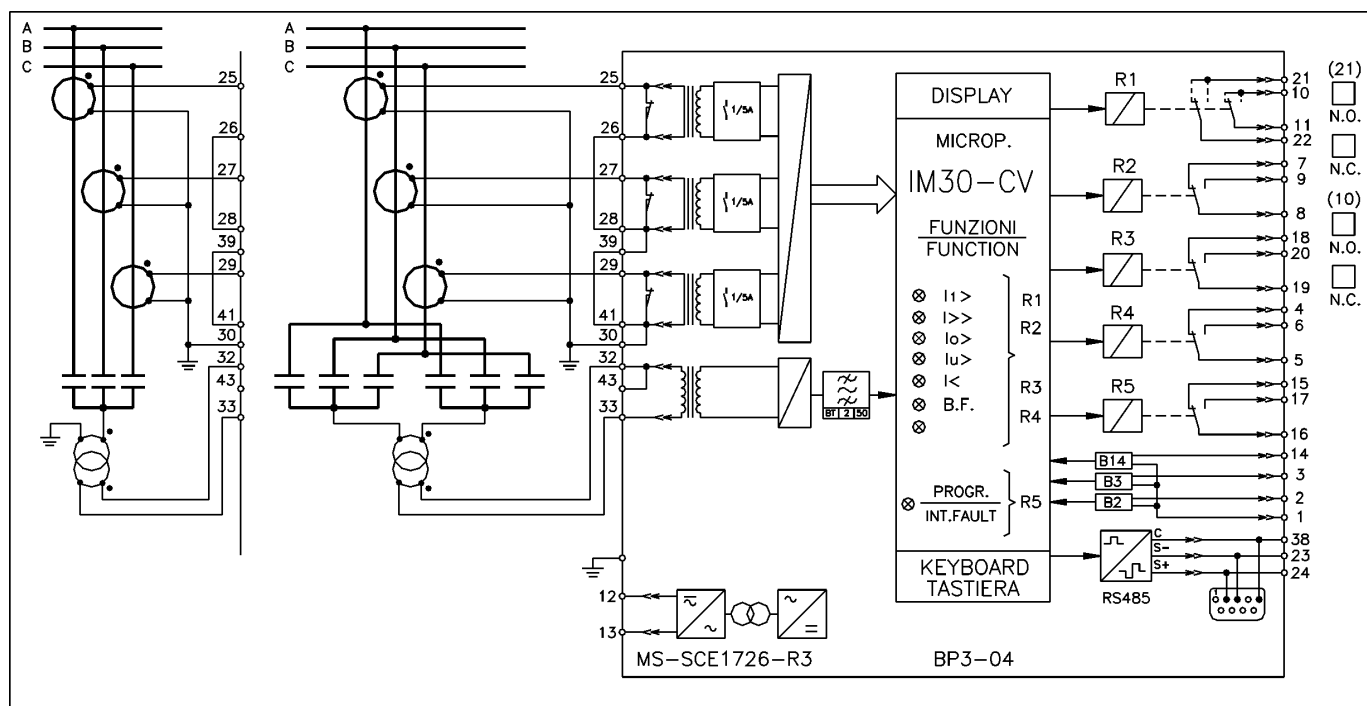 A
B
C
25
26
27
28
39
29
41
30
32
43
33
A
B
C
25
26
27
28
39
29
41
30
32
43
33
12
13
1/5A
1/5A
1/5A
BT 2 50
MS-SCE1726-R3
BP3-04
DISPLAY
MICROP.
IM30-CV
FUNZIONI
FUNCTION
I1>
I>>
Io>
Iu>
I<
B.F.
R1
R2
R3
R4
PROGR.
INT.FAULT
R5
KEYBOARD
TASTIERA
R1
R2
R3
R4
R5
B14
B3
B2
C
S-
S+
RS485
1
21
10
11
22
7
9
8
18
20
19
4
6
5
15
17
16
14
3
2
1
38
23
24
(21)
N.O.
N.C.
(10)
N.O.
N.C.